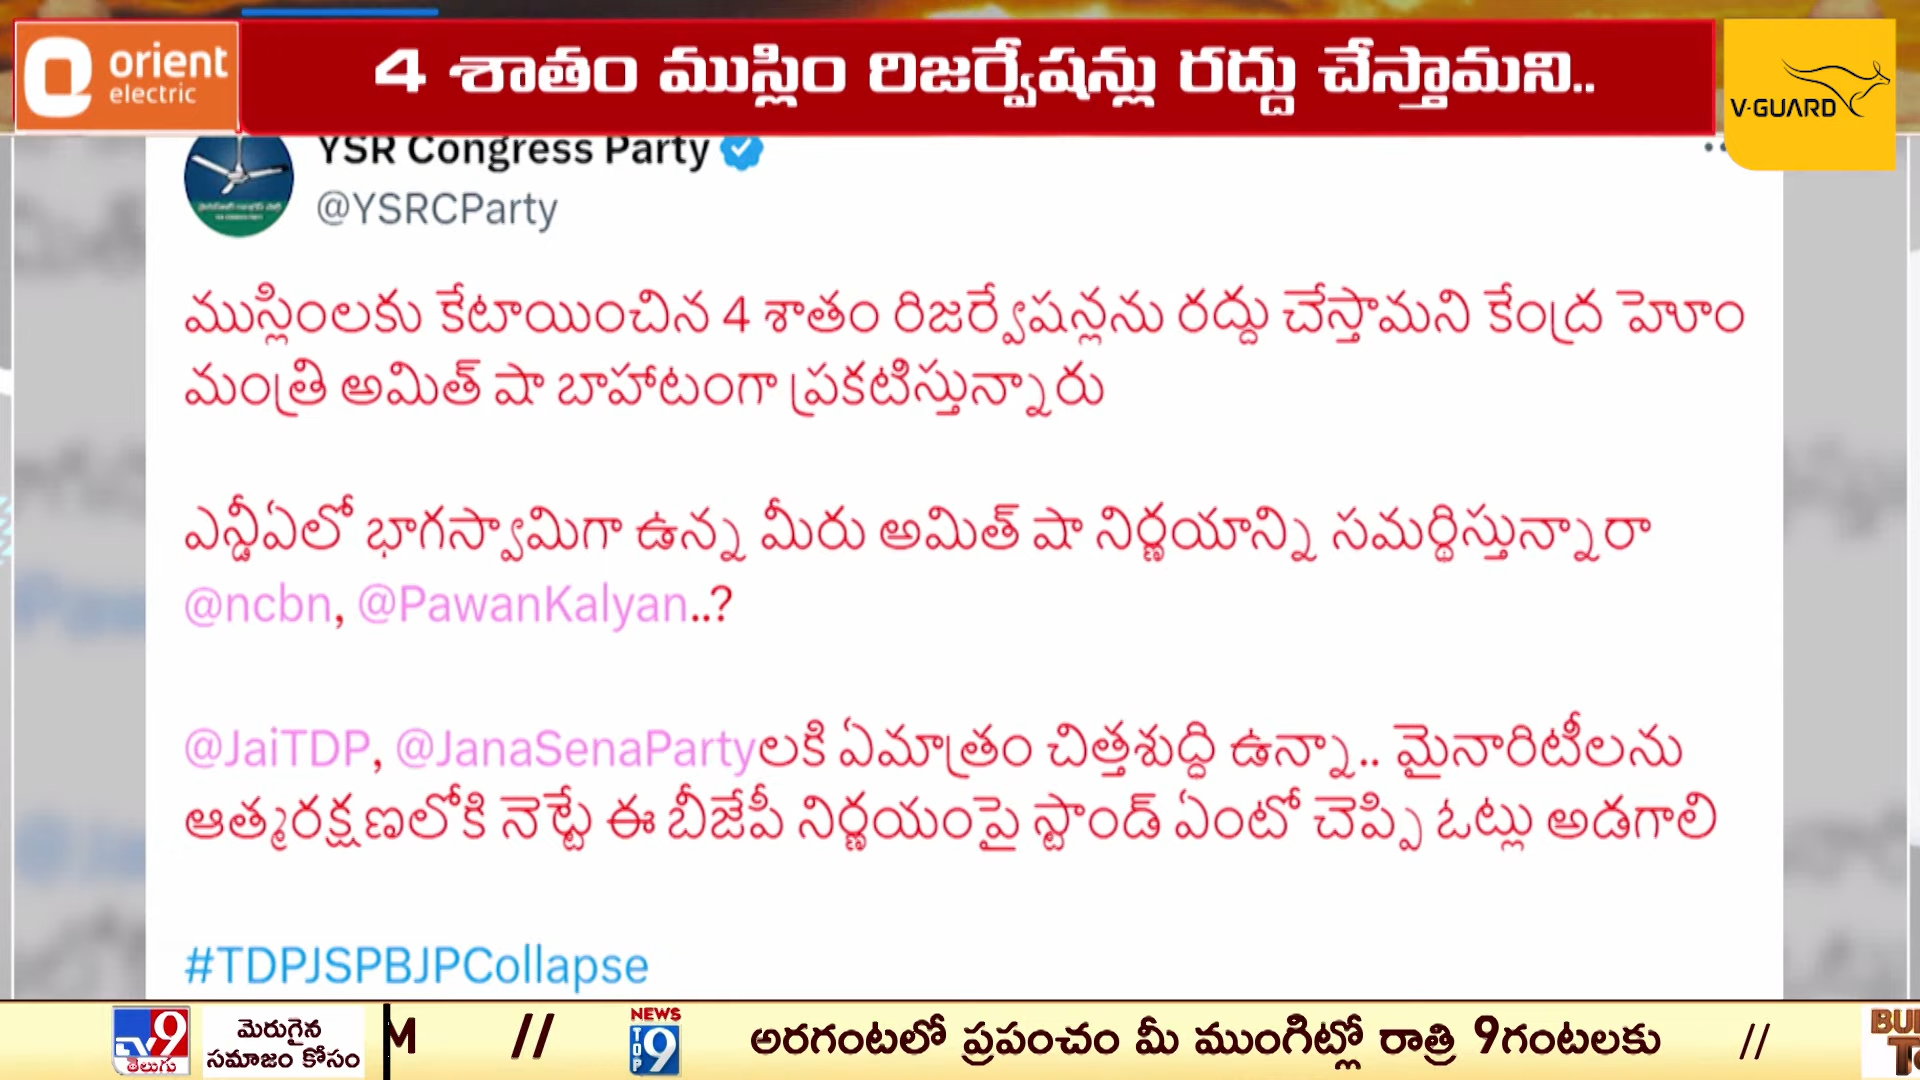 orient
electric
4 శాతం ముస్లిం రిజర్వేషన్లు రద్దు చేస్తామని..
V-GUARD
YSR Congress Party
@YSRCParty
ముస్లింలకు కేటాయించిన 4 శాతం రిజర్వేషన్లను రద్దు చేస్తామని కేంద్ర హెూం
మంత్రి అమిత్ షా బాహాటంగా ప్రకటిస్తున్నారు
ఎన్డీఏలో భాగస్వామిగా ఉన్న మీరు అమిత్ షా నిర్ణయాన్ని సమర్థిస్తున్నారా
@ncbn, @PawanKalyan..?
@JaiTDP, @JanaSenaPartyలకి ఏమాత్రం చిత్తశుద్ధి ఉన్నా.. మైనారిటీలను
ఆత్మరక్షణలోకి నెట్టే ఈ బీజేపీ నిర్ణయంపై స్టాండ్ ఏంటో చెప్పి ఓట్లు అడగాలి
#TDPJSPBJPCollapse
TV9
తెలుగు
మెరుగైన
సమాజం కోసం
M //
NEWS
TOP 9
అరగంటలో ప్రపంచం మీ ముంగిట్లో రాత్రి 9గంటలకు //